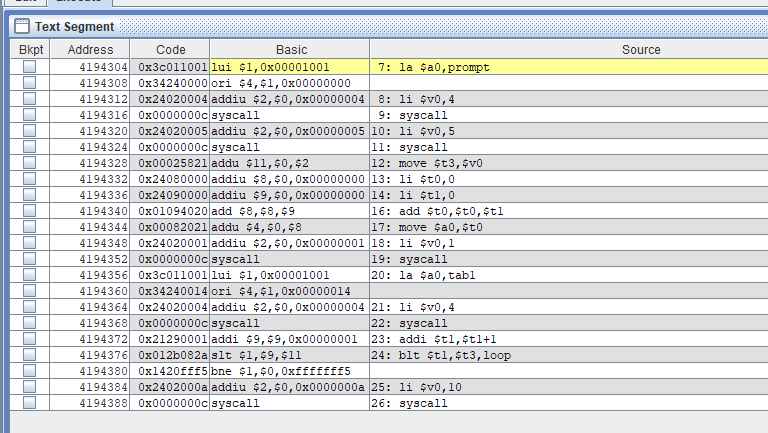 Edit Execute
Text Segment
Bkpt Address Code Basic Source
4194304 0x3c011001 lui $1,0x00001001 7: la $a0,prompt
4194308 0x34240000 ori $4,$1,0x00000000
4194312 0x24020004 addiu $2,$0,0x00000004 8: li $v0,4
4194316 0x0000000c syscall 9: syscall
4194320 0x24020005 addiu $2,$0,0x00000005 10: li $v0,5
4194324 0x0000000c syscall 11: syscall
4194328 0x00025821 addu $11,$0,$2 12: move $t3,$v0
4194332 0x24080000 addiu $8,$0,0x00000000 13: li $t0,0
4194336 0x24090000 addiu $9,$0,0x00000000 14: li $t1,0
4194340 0x01094020 add $8,$8,$9 16: add $t0,$t0,$t1
4194344 0x00082021 addu $4,$0,$8 17: move $a0,$t0
4194348 0x24020001 addiu $2,$0,0x00000001 18: li $v0,1
4194352 0x0000000c syscall 19: syscall
4194356 0x3c011001 lui $1,0x00001001 20: la $a0,tab1
4194360 0x34240014 ori $4,$1,0x00000014
4194364 0x24020004 addiu $2,$0,0x00000004 21: li $v0,4
4194368 0x0000000c syscall 22: syscall
4194372 0x21290001 addi $9,$9,0x00000001 23: addi $t1,$t1+1
4194376 0x012b082a slt $1,$9,$11 24: blt $t1,$t3,loop
4194380 0x1420fff5 bne $1,$0,0xfffffff5
4194384 0x2402000a addiu $2,$0,0x0000000a 25: li $v0,10
4194388 0x0000000c syscall 26: syscall